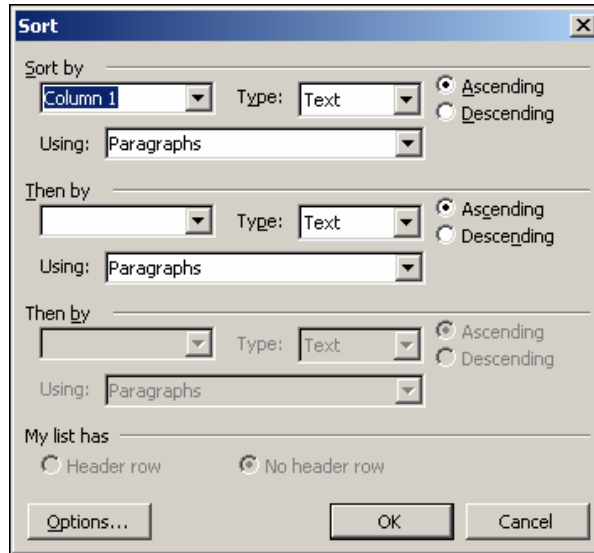 Sort
Sort by
Column 1 Type: Text Ascending
Descending
Using: Paragraphs
Then by
Type: Text Ascending
Descending
Using: Paragraphs
Then by
Type: Text Ascending
Descending
Using: Paragraphs
My list has
Header row No header row
Options... OK Cancel